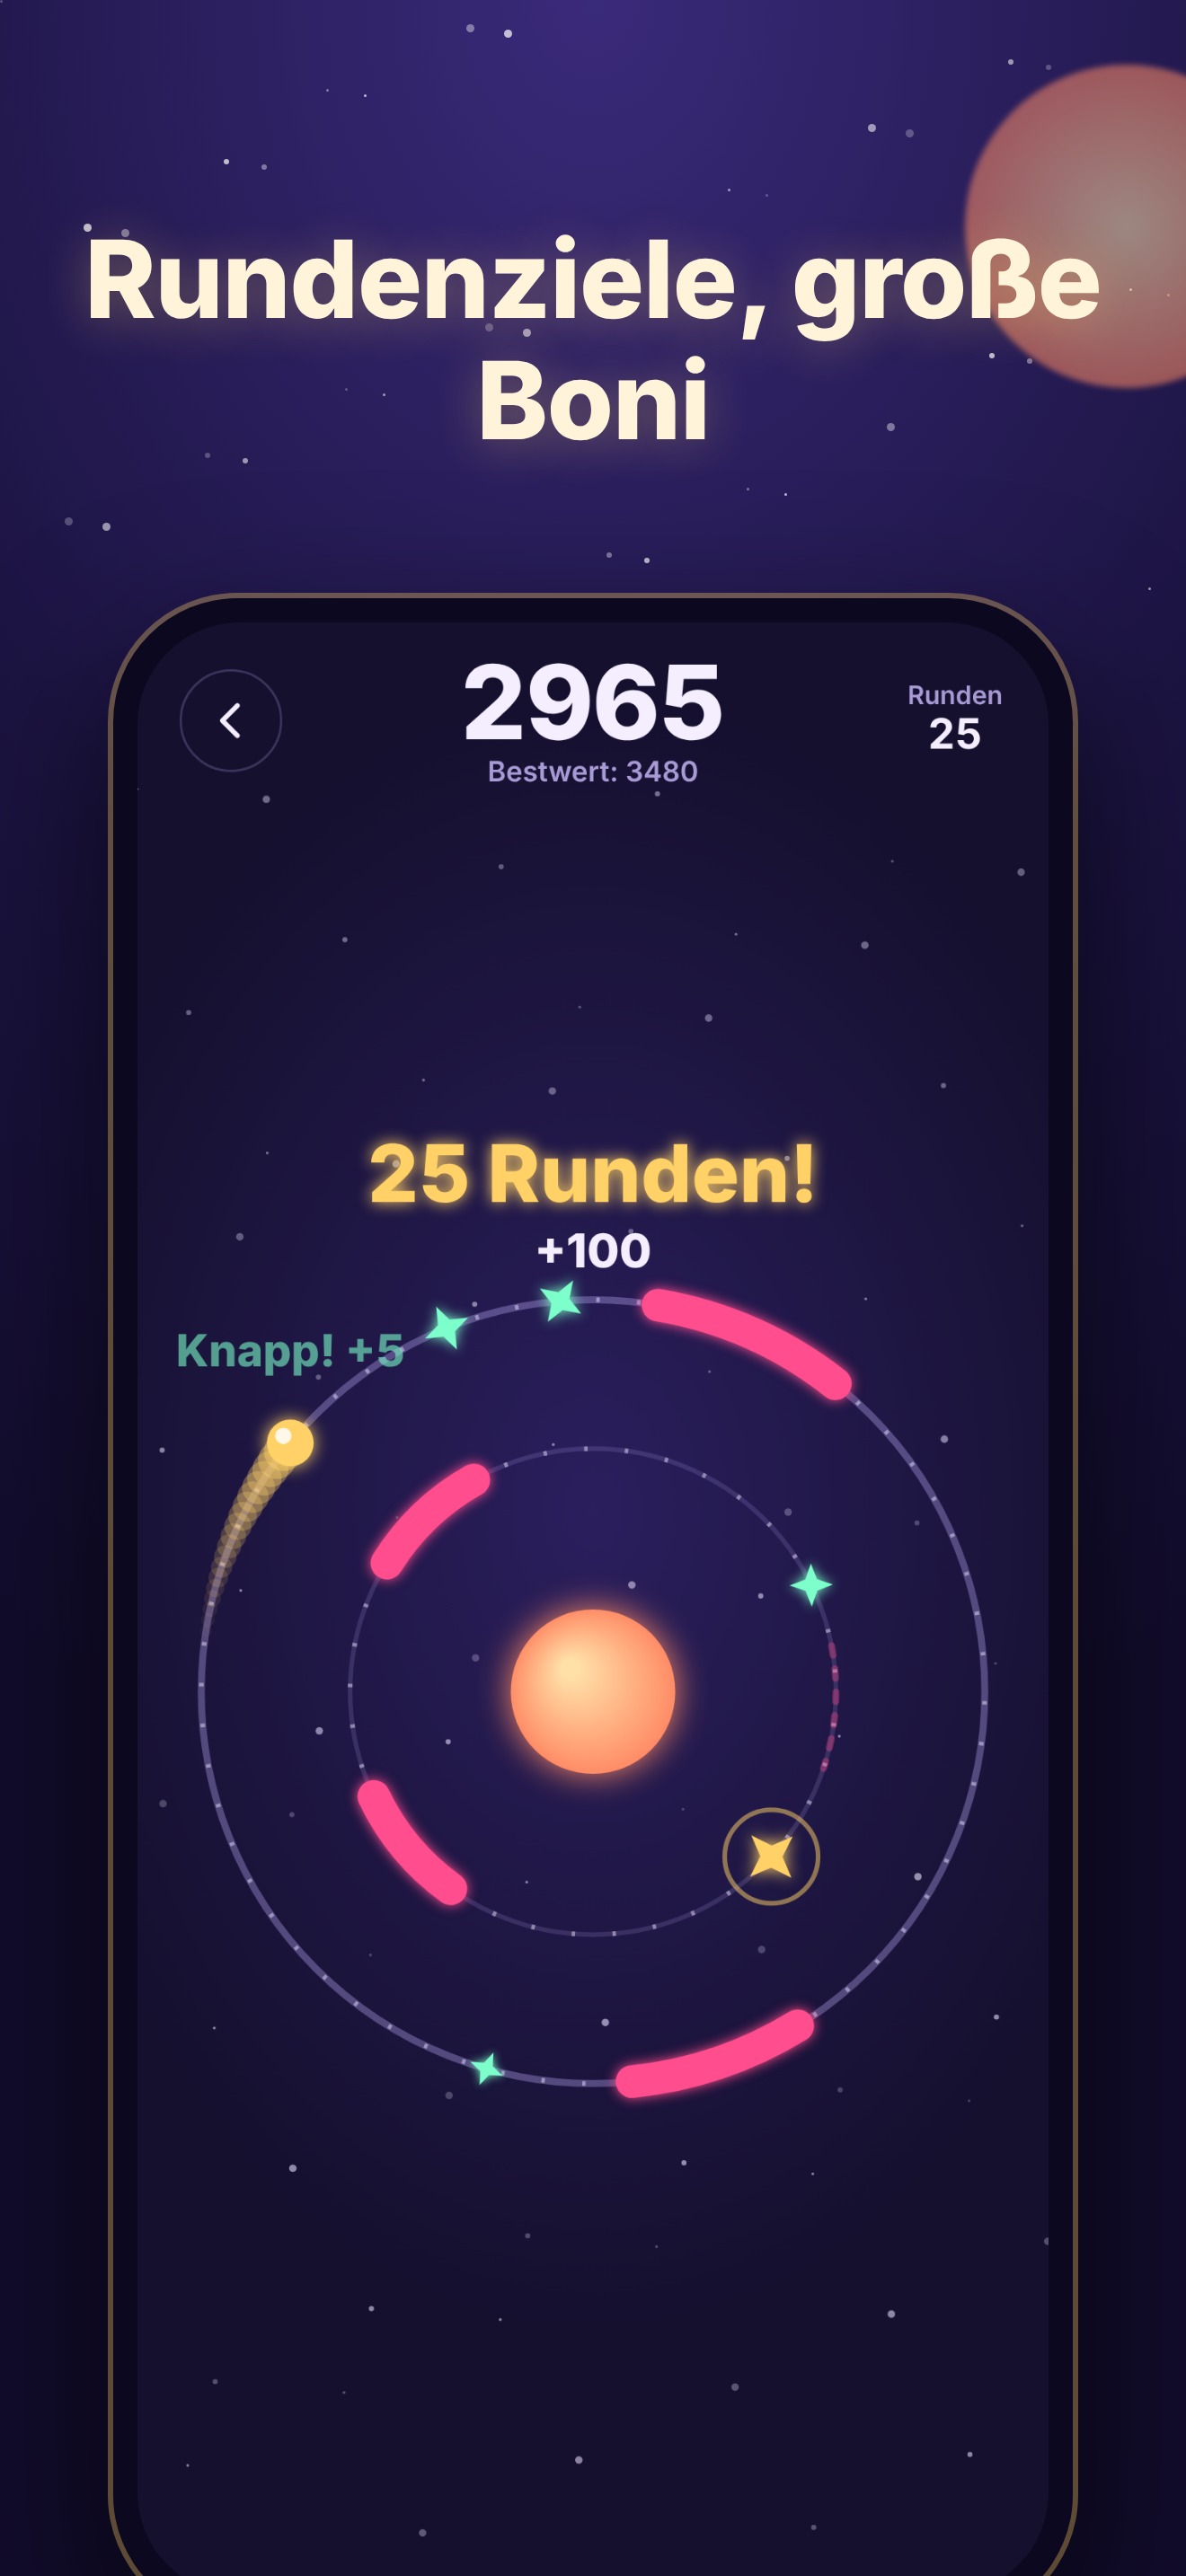 Rundenziele, große
Boni
2965
Bestwert: 3480
Runden
25
25 Runden!
+100
Knapp! +5